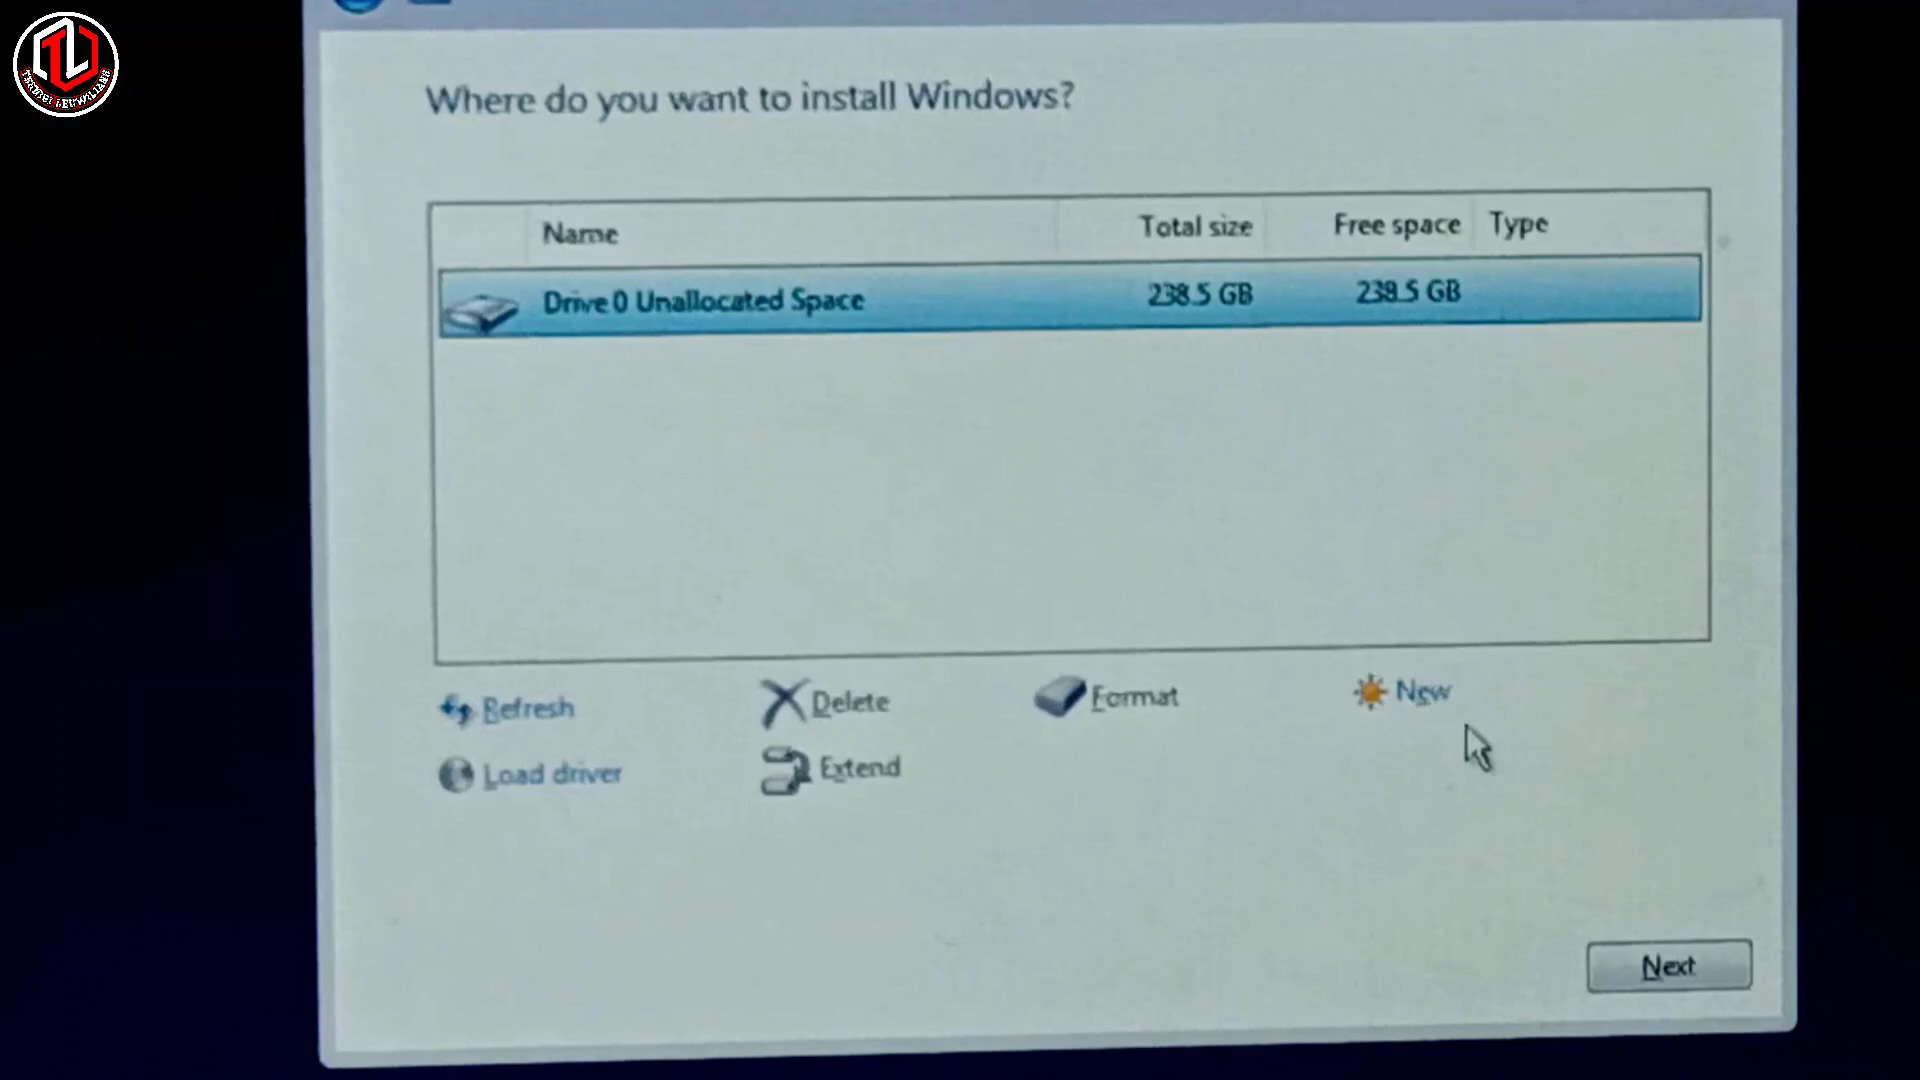 Where do you want to install Windows?
Name Total size Free space Type
Drive 0 Unallocated Space 238.5 GB 238.5 GB
Refresh Delete Format New
Load driver Extend
Next